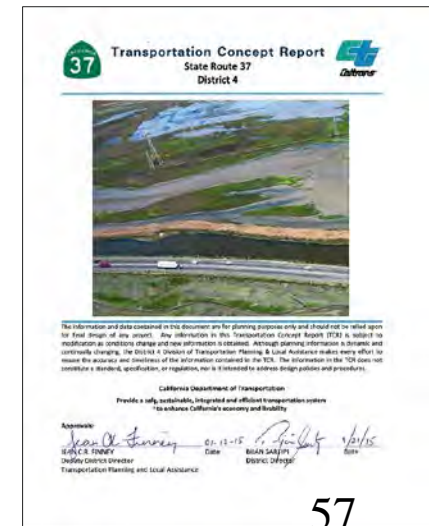 37
Transportation Concept Report
State Route 37
District 4
Caltrans
The information and data contained in this document are for planning purposes only and should not be relied upon
for final design of any project. Any information in this Transportation Concept Report (TCR) is subject to
modification as conditions change and new information is obtained. Although planning information is dynamic and
continually changing, the District 4 Division of Transportation Planning & Local Assistance makes every effort to
ensure the accuracy and timeliness of the information contained in the TCR. The information in the TCR does not
constitute a standard, specification, or regulation, nor is it intended to address design policies and procedures.
California Department of Transportation
Provide a safe, sustainable, integrated and efficient transportation system
to enhance California's economy and livability
Approvals:
JEAN C.R. FINNEY Date BIJAN SARTIPI Date
Deputy District Director District Director
Transportation Planning and Local Assistance
57